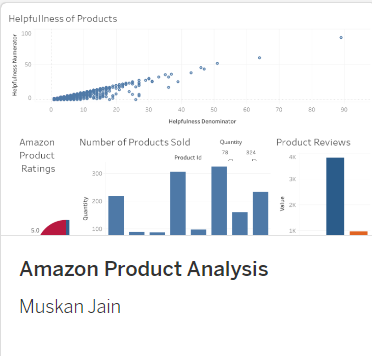 Helpfullness of Products
Helpfulness Numerator
100
50
0
0 10 20 30 40 50 60 70 80 90
Helpfulness Denominator
Amazon
Product
Ratings
5.0
Number of Products Sold
Quantity
78 824
Product Id
Quantity
300
200
100
Product Reviews
Value
4K
3K
2K
1K
Amazon Product Analysis
Muskan Jain